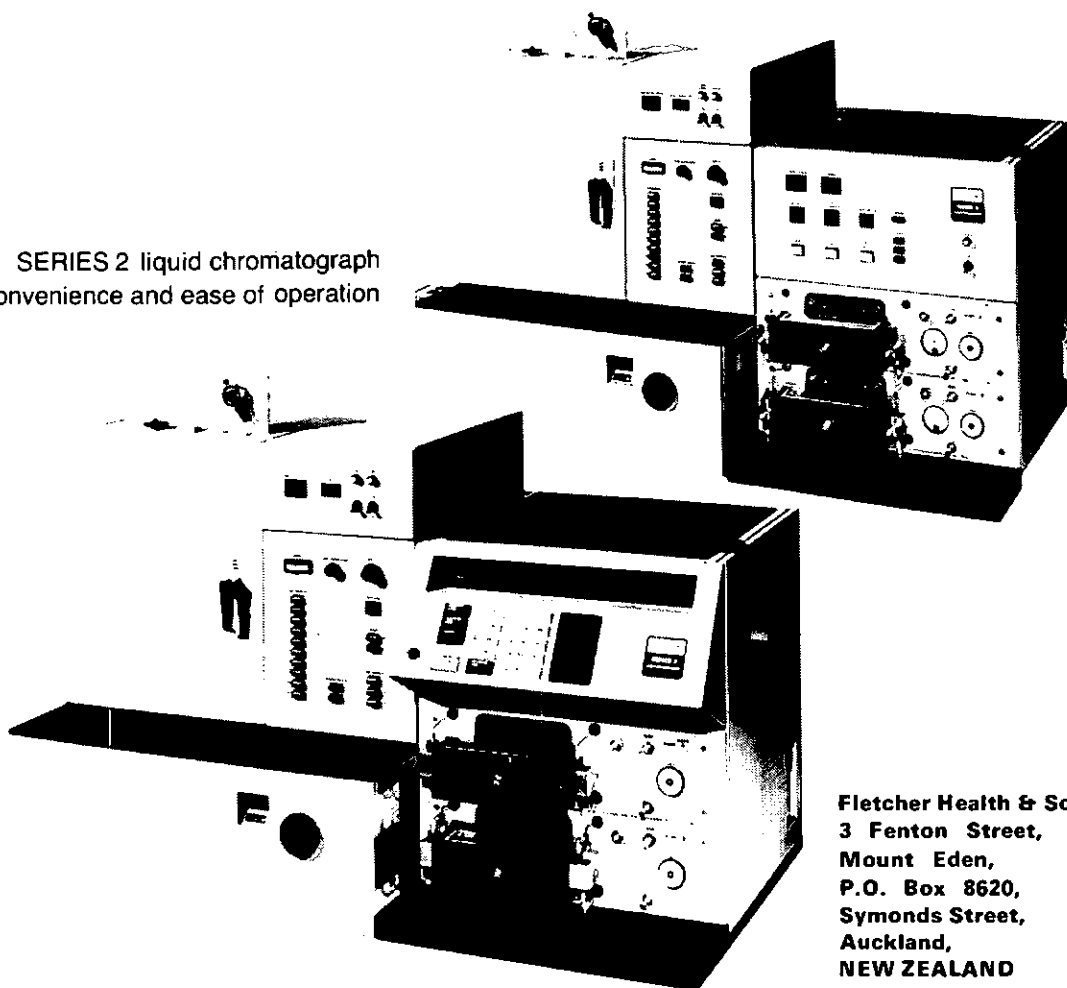 SERIES 2 liquid chromatograph
onvenience and ease of operation
Fletcher Health & Sc
3 Fenton Street,
Mount Eden,
P.O. Box 8620,
Symonds Street,
Auckland,
NEW ZEALAND